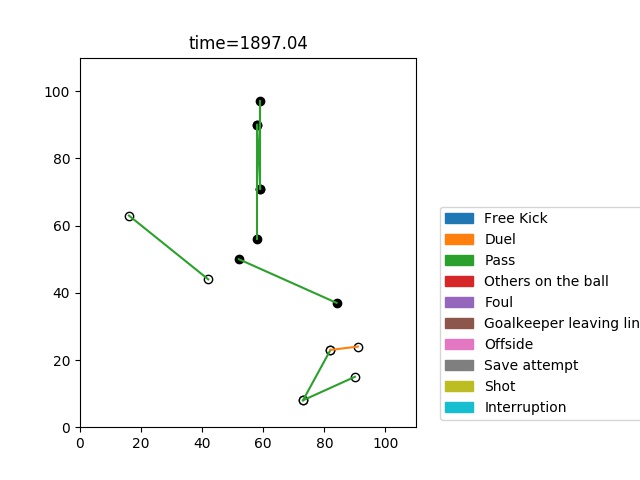 time=1897.04
100
80
60
40
20
0
0 20 40 60 80 100
Free Kick
Duel
Pass
Others on the ball
Foul
Goalkeeper leaving lin
Offside
Save attempt
Shot
Interruption